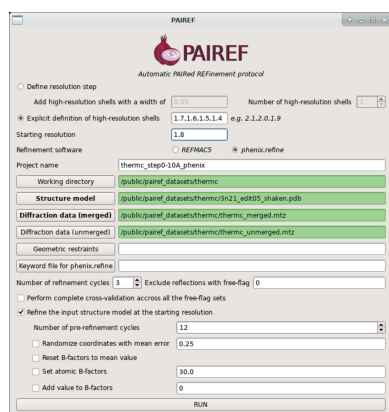 PAIREF
PAIREF
Automatic PAIRed REFinement protocol
Define resolution step
Add high-resolution shells with a width of 0.05 Number of high-resolution shells 1
Explicit definition of high-resolution shells 1.7,1.6,1.5,1.4 e.g. 2.1,2.0,1.9
Starting resolution 1.8
Refinement software REFMAC5 phenix.refine
Project name thermc_step0-10A_phenix
Working directory /public/pairef_datasets/thermc
Structure model /public/pairef_datasets/thermc/3n21_edit05_shaken.pdb
Diffraction data (merged) /public/pairef_datasets/thermc/thermc_merged.mtz
Diffraction data (unmerged) /public/pairef_datasets/thermc/thermc_unmerged.mtz
Geometric restraints
Keyword file for phenix.refine
Number of refinement cycles 3 Exclude reflections with free-flag 0
Perform complete cross-validation accross all the free-flag sets
Refine the input structure model at the starting resolution
Number of pre-refinement cycles 12
Randomize coordinates with mean error 0.25
Reset B-factors to mean value
Set atomic B-factors 30.0
Add value to B-factors 0
RUN